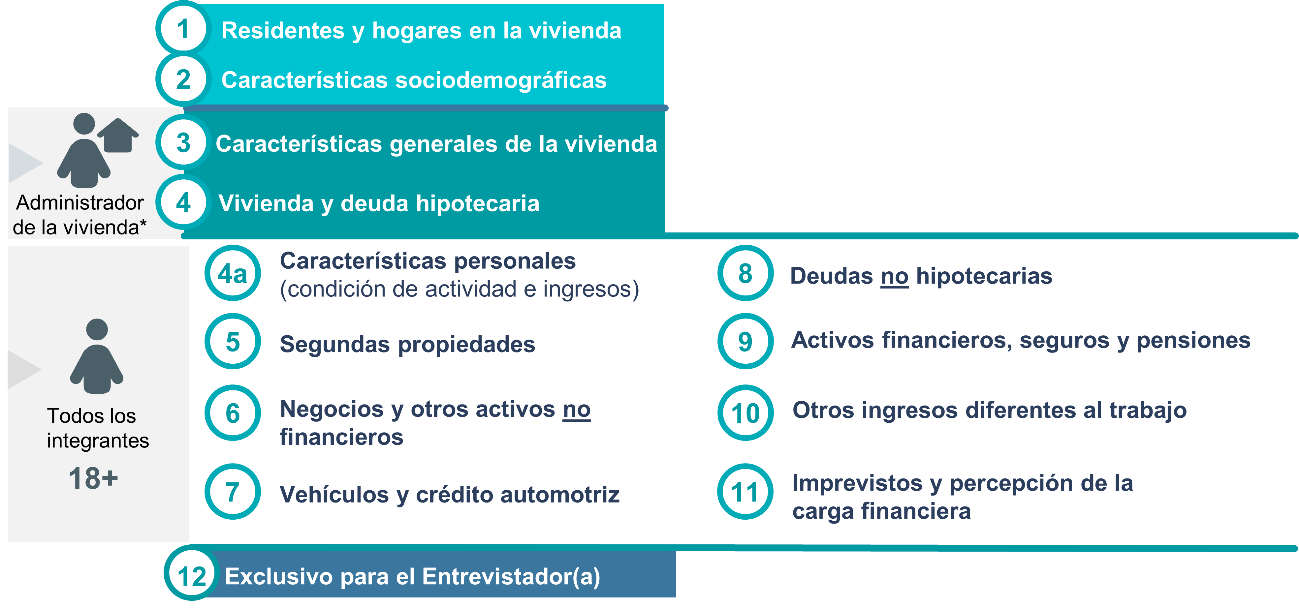 1 Residentes y hogares en la vivienda
2 Características sociodemográficas
Administrador
de la vivienda*
3 Características generales de la vivienda
4 Vivienda y deuda hipotecaria
Todos los
integrantes
18+
4a Características personales
(condición de actividad e ingresos)
5 Segundas propiedades
6 Negocios y otros activos no
financieros
7 Vehículos y crédito automotriz
8 Deudas no hipotecarias
9 Activos financieros, seguros y pensiones
10 Otros ingresos diferentes al trabajo
11 Imprevistos y percepción de la
carga financiera
12 Exclusivo para el Entrevistador(a)